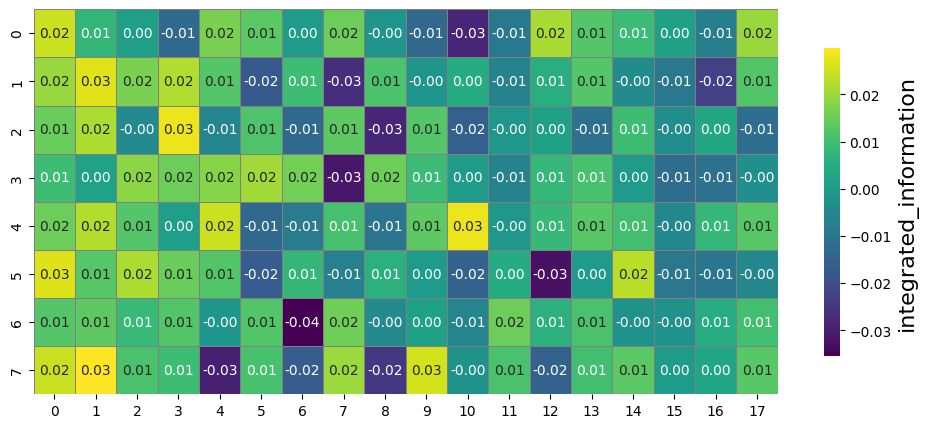 0 0.02 0.01 0.00 -0.01 0.02 0.01 0.00 0.02 -0.00 -0.01 -0.03 -0.01 0.02 0.01 0.01 0.00 -0.01 0.02
1 0.02 0.03 0.02 0.02 0.01 -0.02 0.01 -0.03 0.01 -0.00 0.00 -0.01 0.01 0.01 -0.00 -0.01 -0.02 0.01
2 0.01 0.02 -0.00 0.03 -0.01 0.01 -0.01 0.01 -0.03 0.01 -0.02 -0.00 0.00 -0.01 0.01 -0.00 0.00 -0.01
3 0.01 0.00 0.02 0.02 0.02 0.02 0.02 -0.03 0.02 0.01 0.00 -0.01 0.01 0.01 0.00 -0.01 -0.01 -0.00
4 0.02 0.02 0.01 0.00 0.02 -0.01 -0.01 0.01 -0.01 0.01 0.03 -0.00 0.01 0.01 0.01 -0.00 0.01 0.01
5 0.03 0.01 0.02 0.01 0.01 -0.02 0.01 -0.01 0.01 0.00 -0.02 0.00 -0.03 0.00 0.02 -0.01 -0.01 -0.00
6 0.01 0.01 0.01 0.01 -0.00 0.01 -0.04 0.02 -0.00 0.00 -0.01 0.02 0.01 0.01 -0.00 -0.00 0.01 0.01
7 0.02 0.03 0.01 0.01 -0.03 0.01 -0.02 0.02 -0.02 0.03 -0.00 0.01 -0.02 0.01 0.01 0.00 0.00 0.01
0 1 2 3 4 5 6 7 8 9 10 11 12 13 14 15 16 17
0.02
0.01
0.00
−0.01
−0.02
−0.03
integrated_information